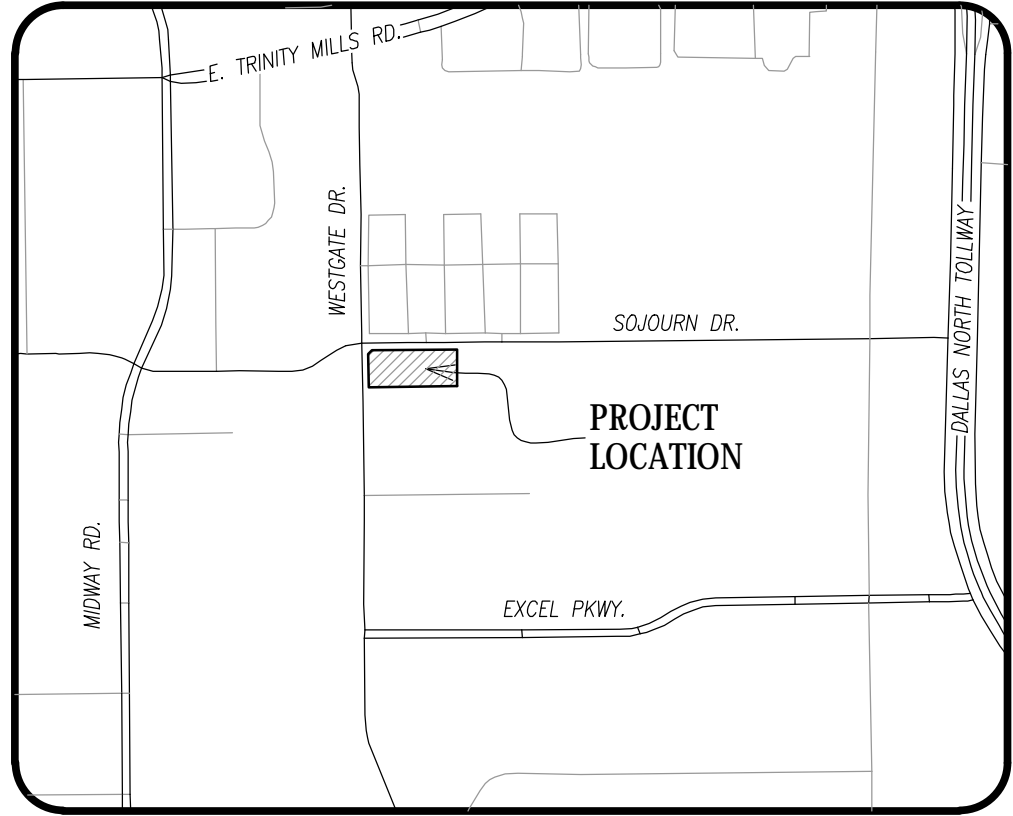 E. TRINITY MILLS RD.
WESTGATE DR.
SOJOURN DR.
DALLAS NORTH TOLLWAY
PROJECT
LOCATION
MIDWAY RD.
EXCEL PKWY.